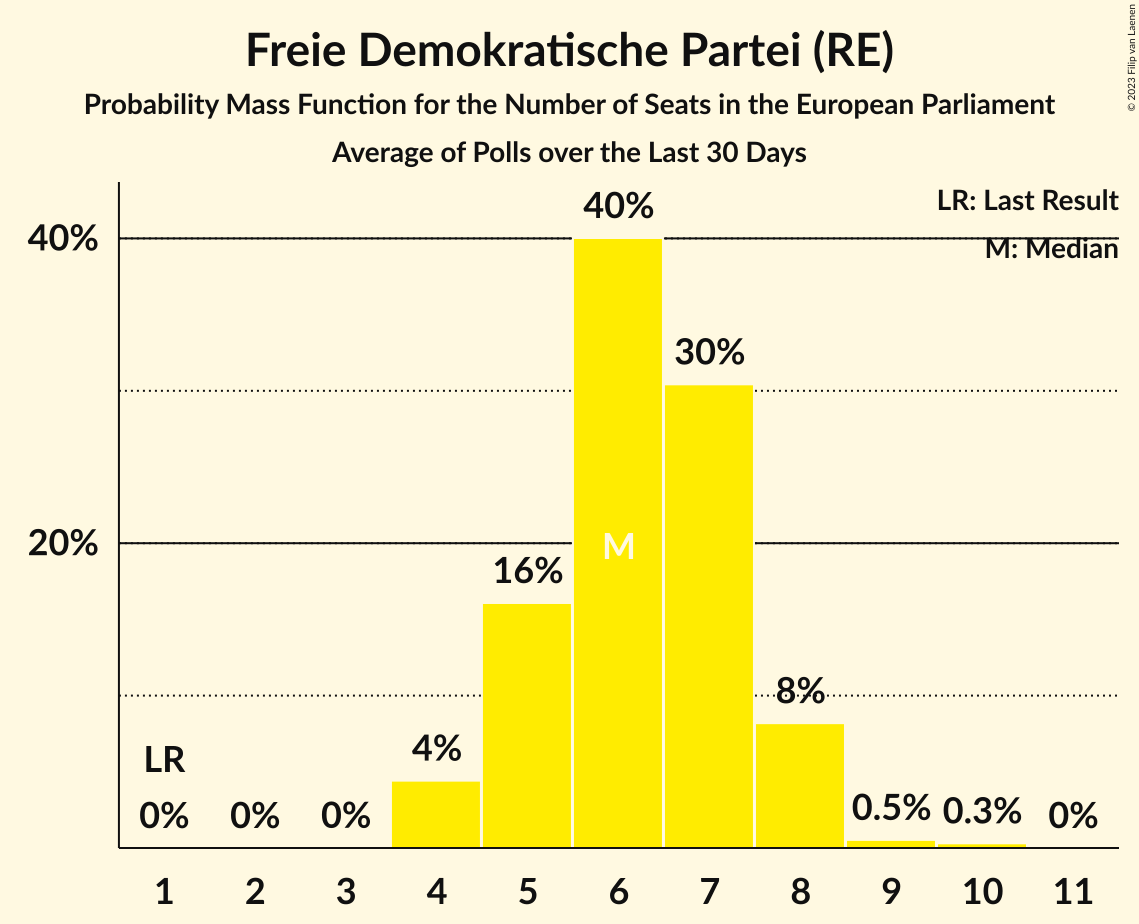 Freie Demokratische Partei (RE)
Probability Mass Function for the Number of Seats in the European Parliament
Average of Polls over the Last 30 Days
© 2023 Filip van Laenen
LR: Last Result
M: Median
40%
20%
LR
0%
0%
0%
4%
16%
40%
M
30%
8%
0.5%
0.3%
0%
1 2 3 4 5 6 7 8 9 10 11